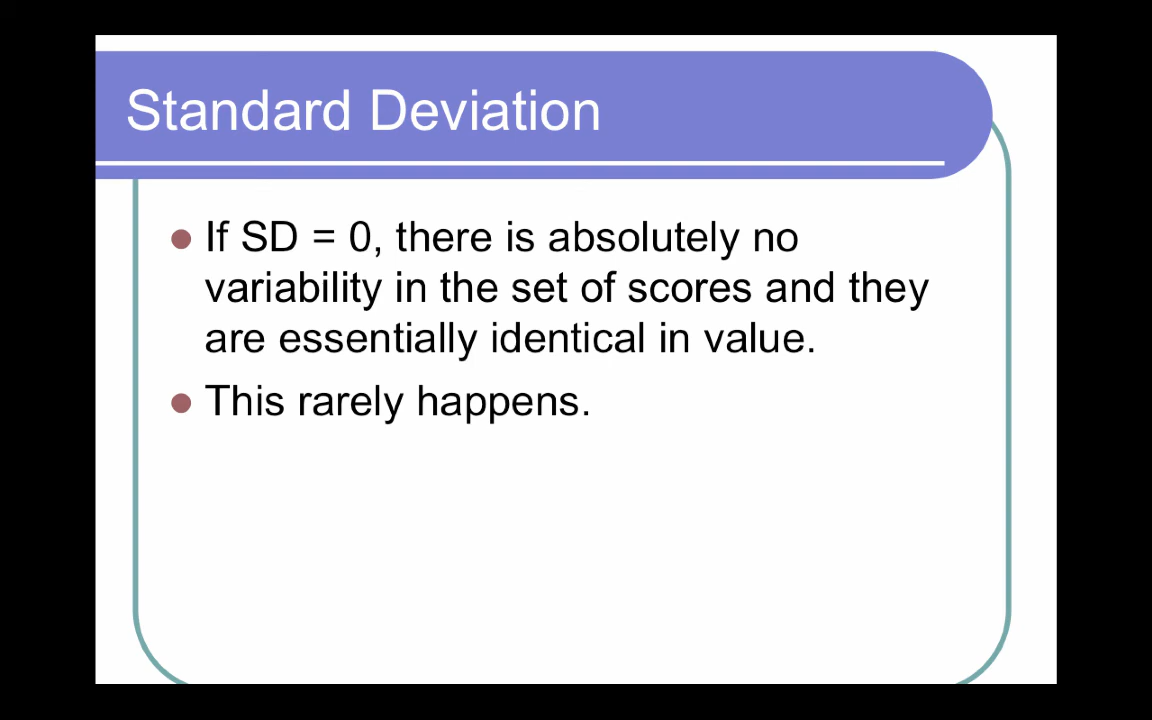 Standard Deviation
If SD = 0, there is absolutely no
variability in the set of scores and they
are essentially identical in value.
This rarely happens.